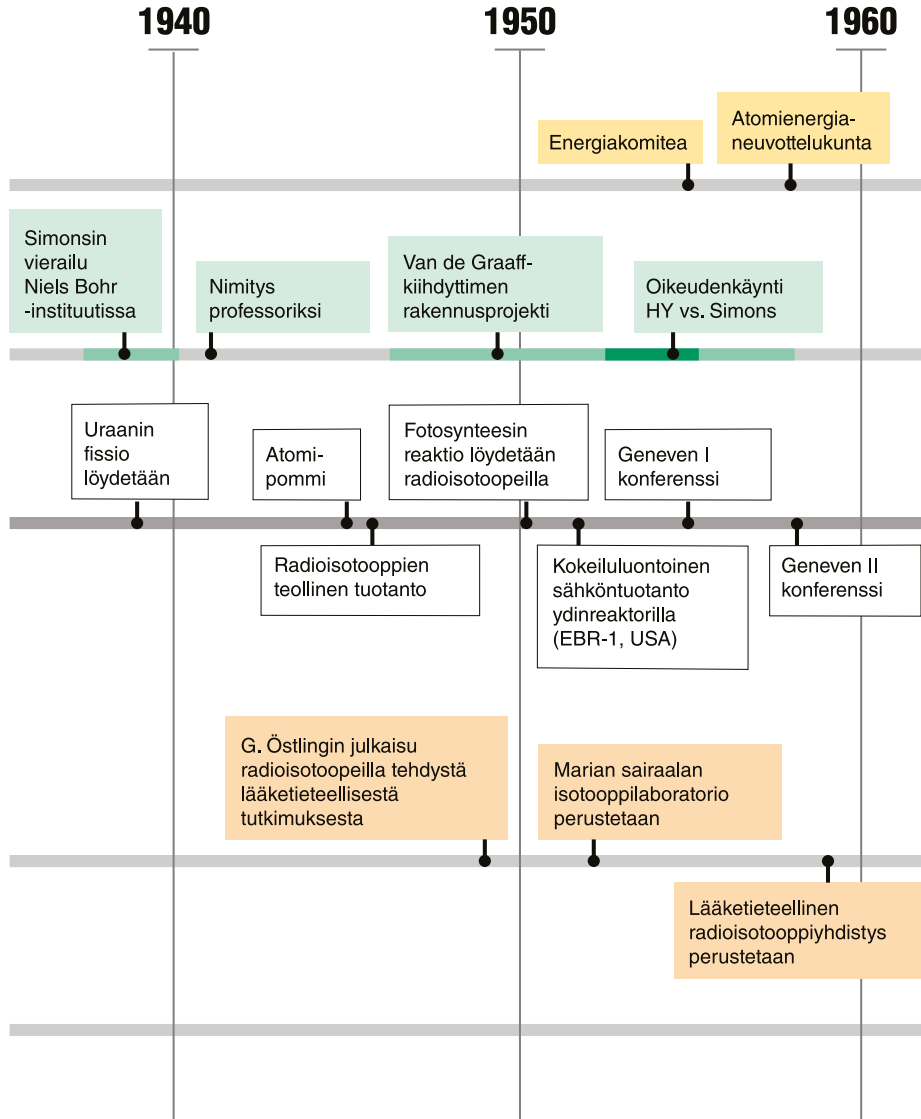 1940
1950
1960
Energiakomitea
Atomienergia-
neuvottelukunta
Simonsin
vierailu
Niels Bohr
-instituutissa
Nimitys
professoriksi
Van de Graaff-
kiihdyttimen
rakennusprojekti
Oikeudenkäynti
HY vs. Simons
Uraanin
fissio
löydetään
Atomi-
pommi
Fotosynteesin
reaktio löydetään
radioisotoopeilla
Geneven I
konferenssi
Radioisotooppien
teollinen tuotanto
Kokeiluluontoinen
sähköntuotanto
ydinreaktorilla
(EBR-1, USA)
Geneven II
konferenssi
G. Östlingin julkaisu
radioisotoopeilla tehdystä
lääketieteellisestä
tutkimuksesta
Marian sairaalan
isotooppilaboratorio
perustetaan
Lääketieteellinen
radioisotooppiyhdistys
perustetaan